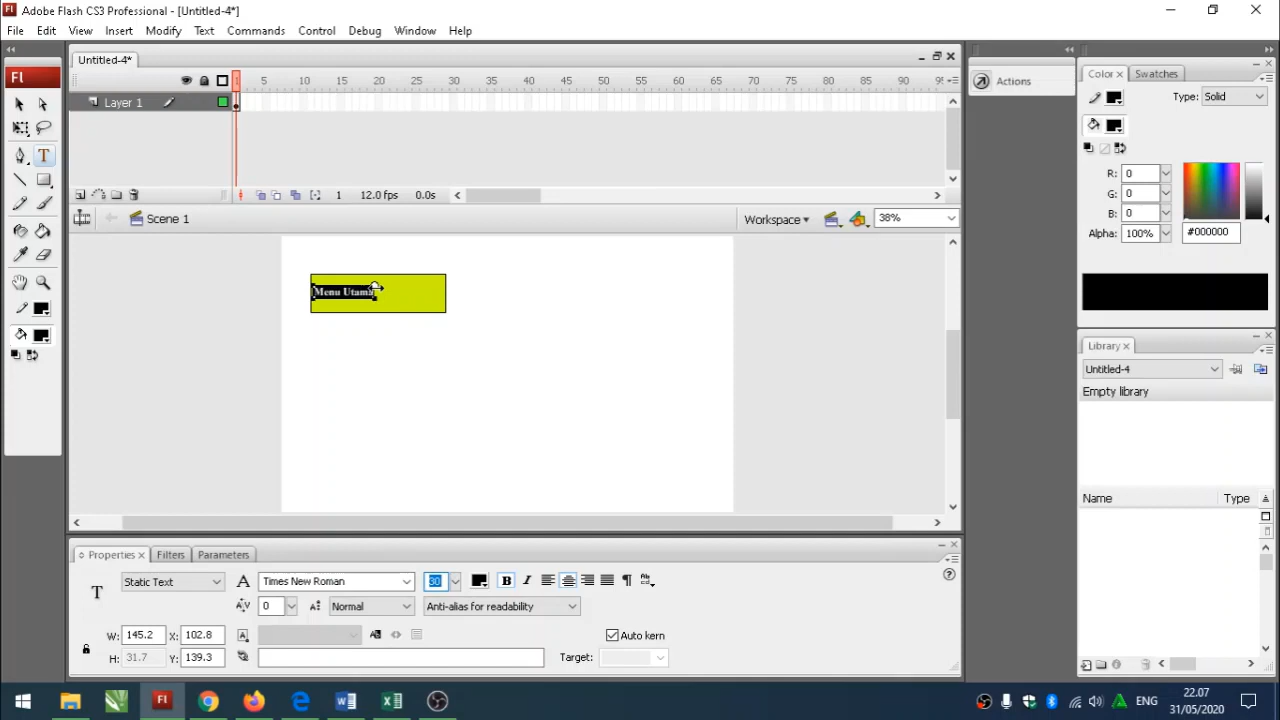 Adobe Flash CS3 Professional - [Untitled-4*]
File Edit View Insert Modify Text Commands Control Debug Window Help
Fl
Untitled-4*
1 5 10 15 20 25 30 35 40 45 50 55 60 65 70 75 80 85 90 95
Layer 1
1 12.0 fps 0.0s
Scene 1
Workspace
38%
Menu Utama
Actions
Color Swatches
Type: Solid
R: 0
G: 0
B: 0
Alpha: 100% #000000
Library
Untitled-4
Empty library
Name Type
Properties Filters Parameters
T Static Text A Times New Roman 30 B I
A|V 0 Normal Anti-alias for readability
W: 145.2 X: 102.8 Auto kern
H: 31.7 Y: 139.3 Target:
Fl
ENG
22.07
31/05/2020